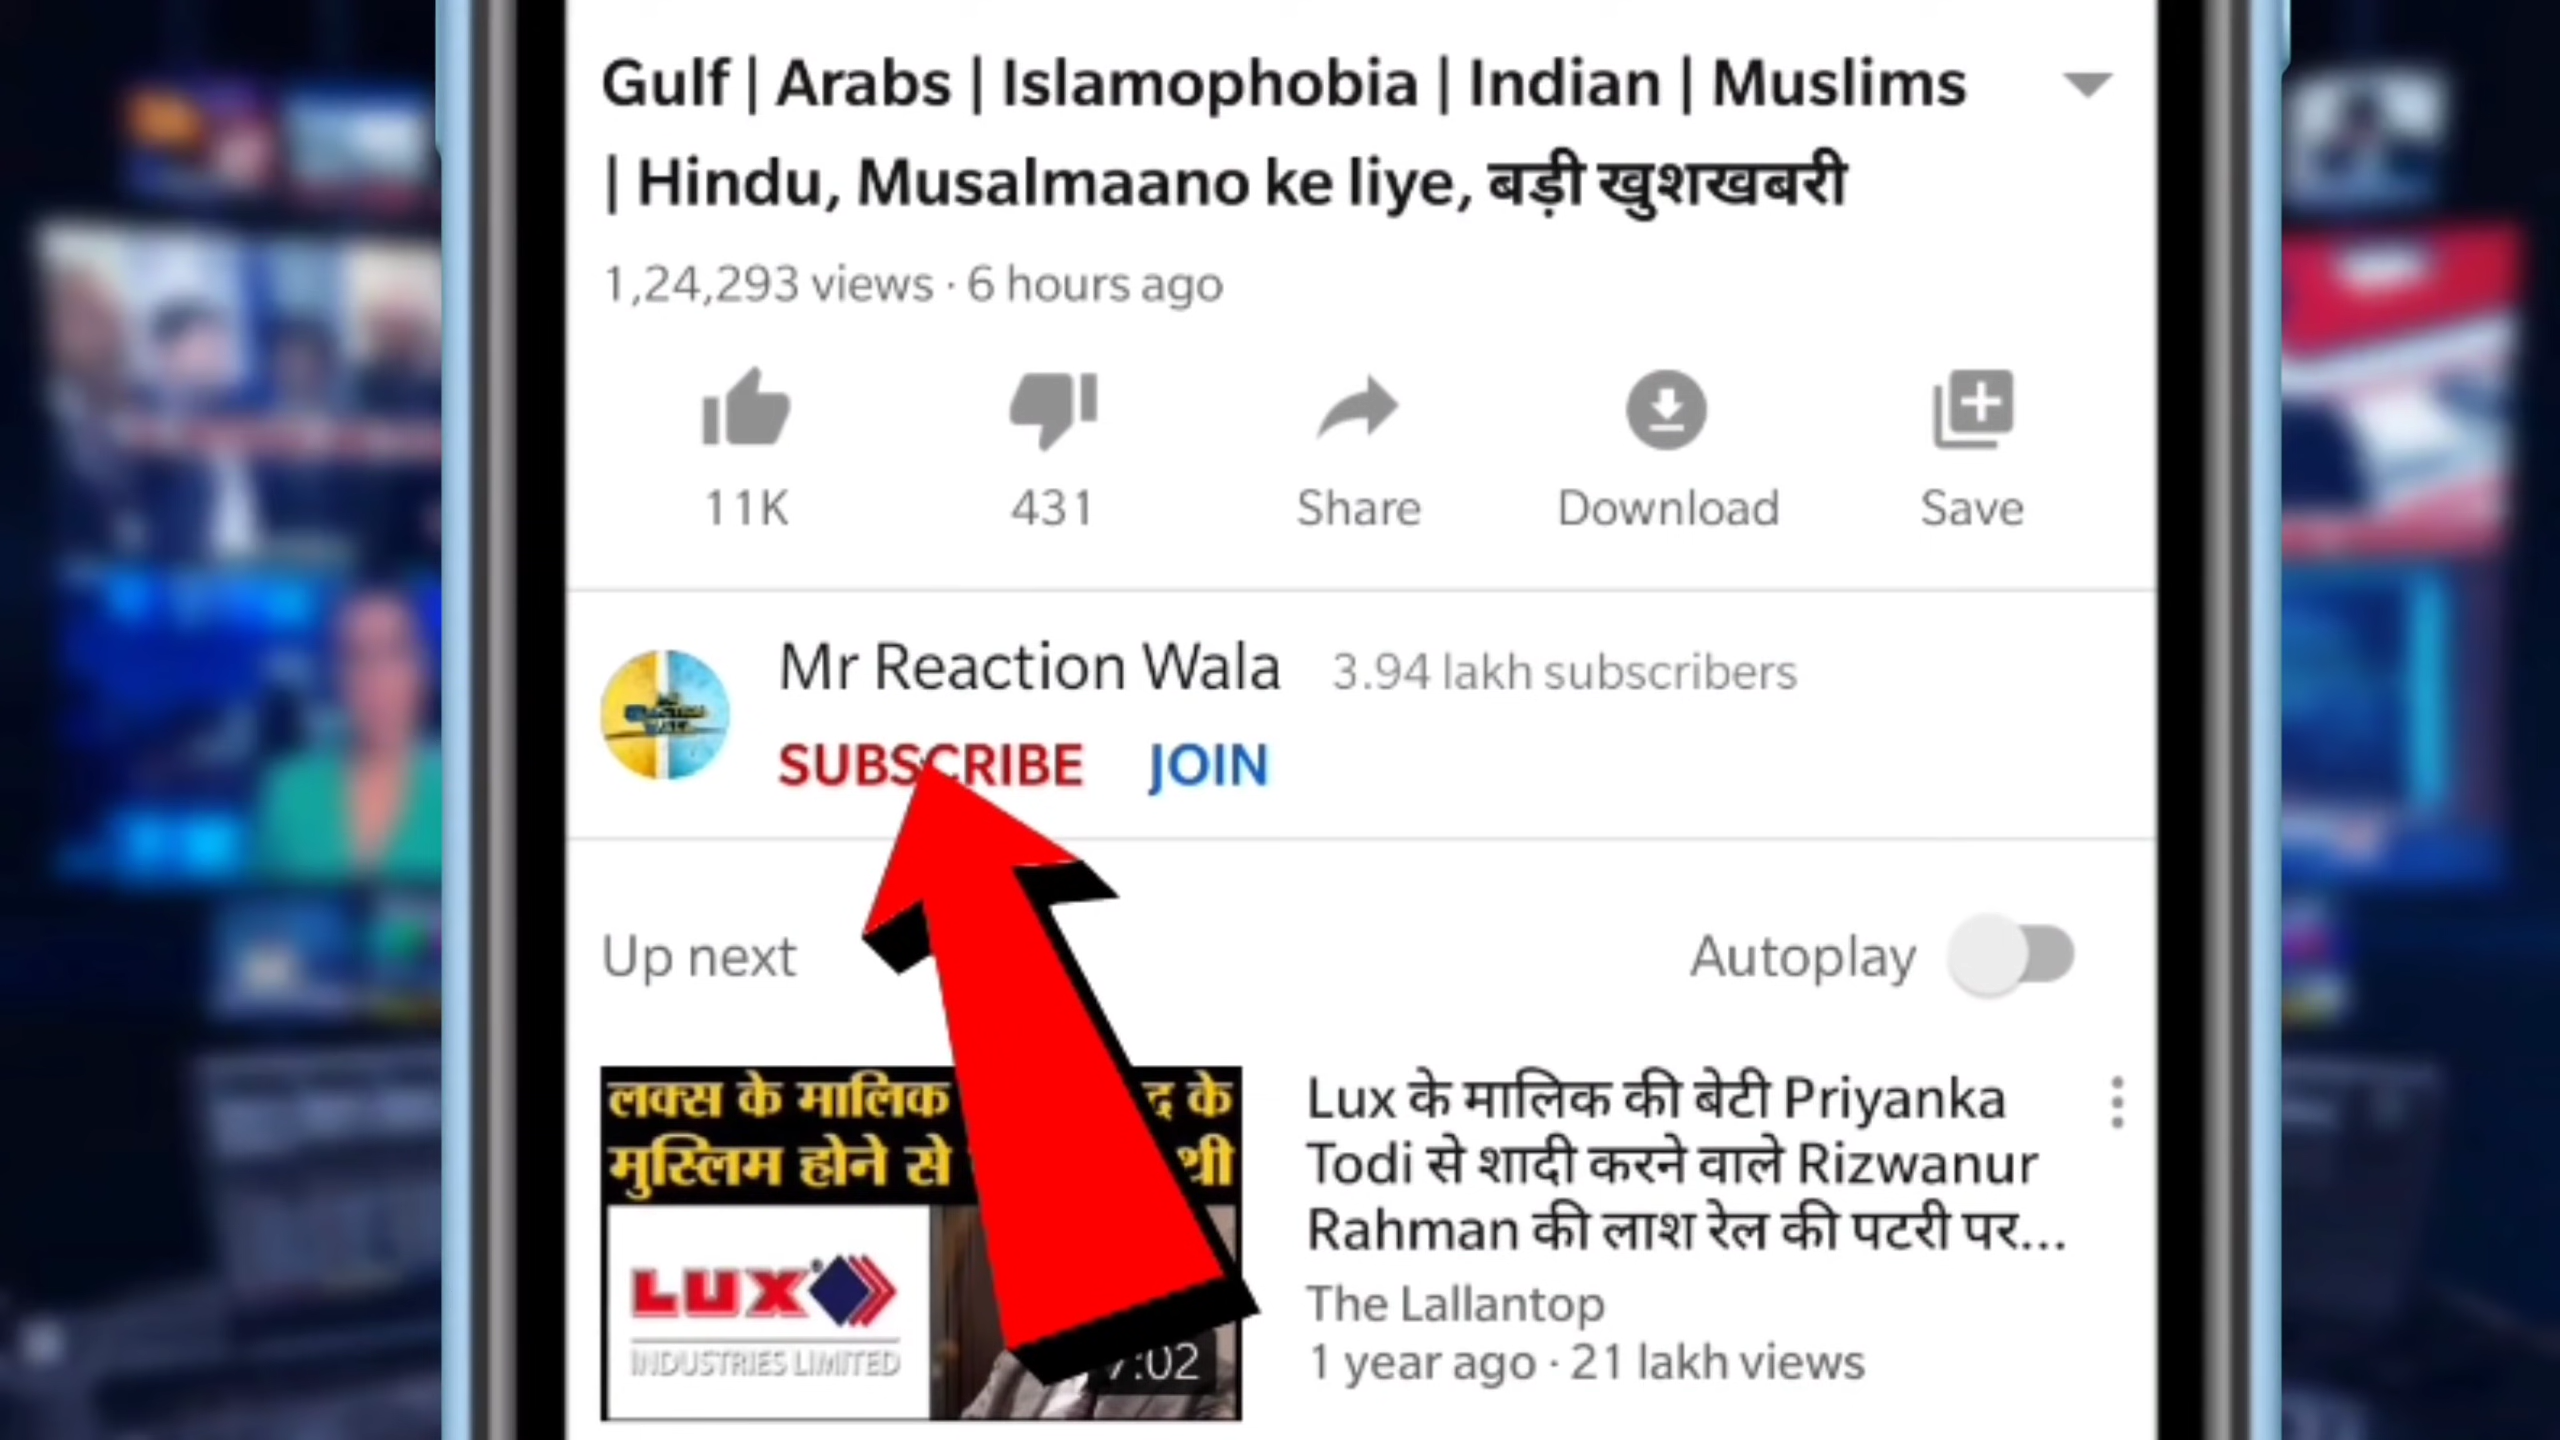 Gulf | Arabs | Islamophobia | Indian | Muslims
| Hindu, Musalmaano ke liye, बड़ी खुशखबरी
1,24,293 views · 6 hours ago
11K
431
Share
Download
Save
Mr Reaction Wala 3.94 lakh subscribers
SUBSCRIBE JOIN
Up next
Autoplay
लक्स के मालिक के
मुस्लिम होने से
LUX
INDUSTRIES LIMITED
7:02
Lux के मालिक की बेटी Priyanka
Todi से शादी करने वाले Rizwanur
Rahman की लाश रेल की पटरी पर...
The Lallantop
1 year ago · 21 lakh views